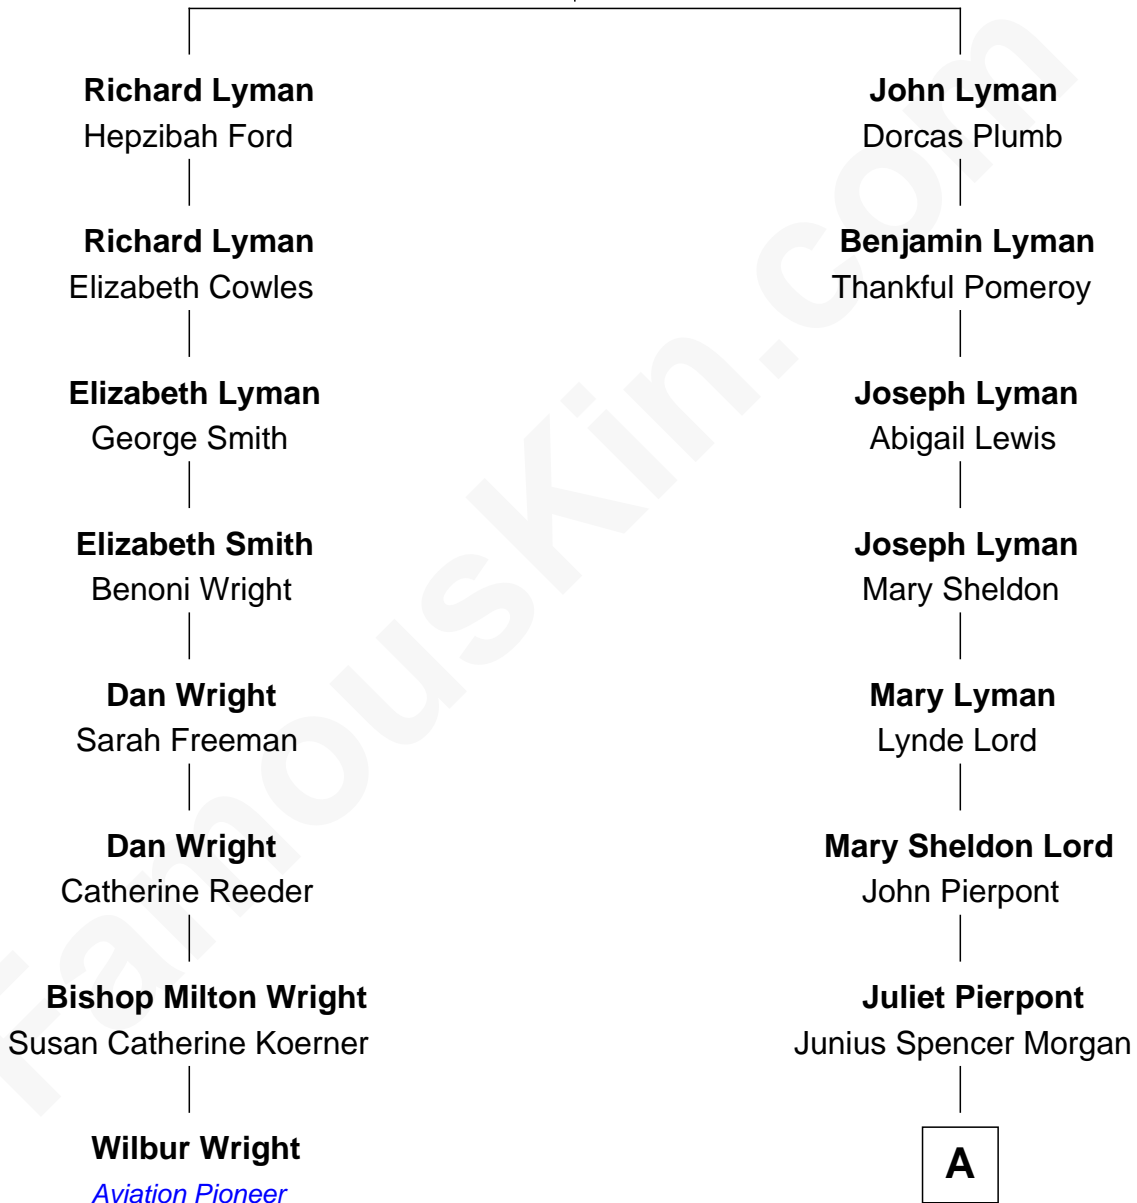 Richard Lyman
Hepzibah Ford
John Lyman
Dorcas Plumb
Richard Lyman
Elizabeth Cowles
Benjamin Lyman
Thankful Pomeroy
Elizabeth Lyman
George Smith
Joseph Lyman
Abigail Lewis
Elizabeth Smith
Benoni Wright
Joseph Lyman
Mary Sheldon
Dan Wright
Sarah Freeman
Mary Lyman
Lynde Lord
Dan Wright
Catherine Reeder
Mary Sheldon Lord
John Pierpont
Bishop Milton Wright
Susan Catherine Koerner
Juliet Pierpont
Junius Spencer Morgan
Wilbur Wright
Aviation Pioneer
A
FamousKin.com